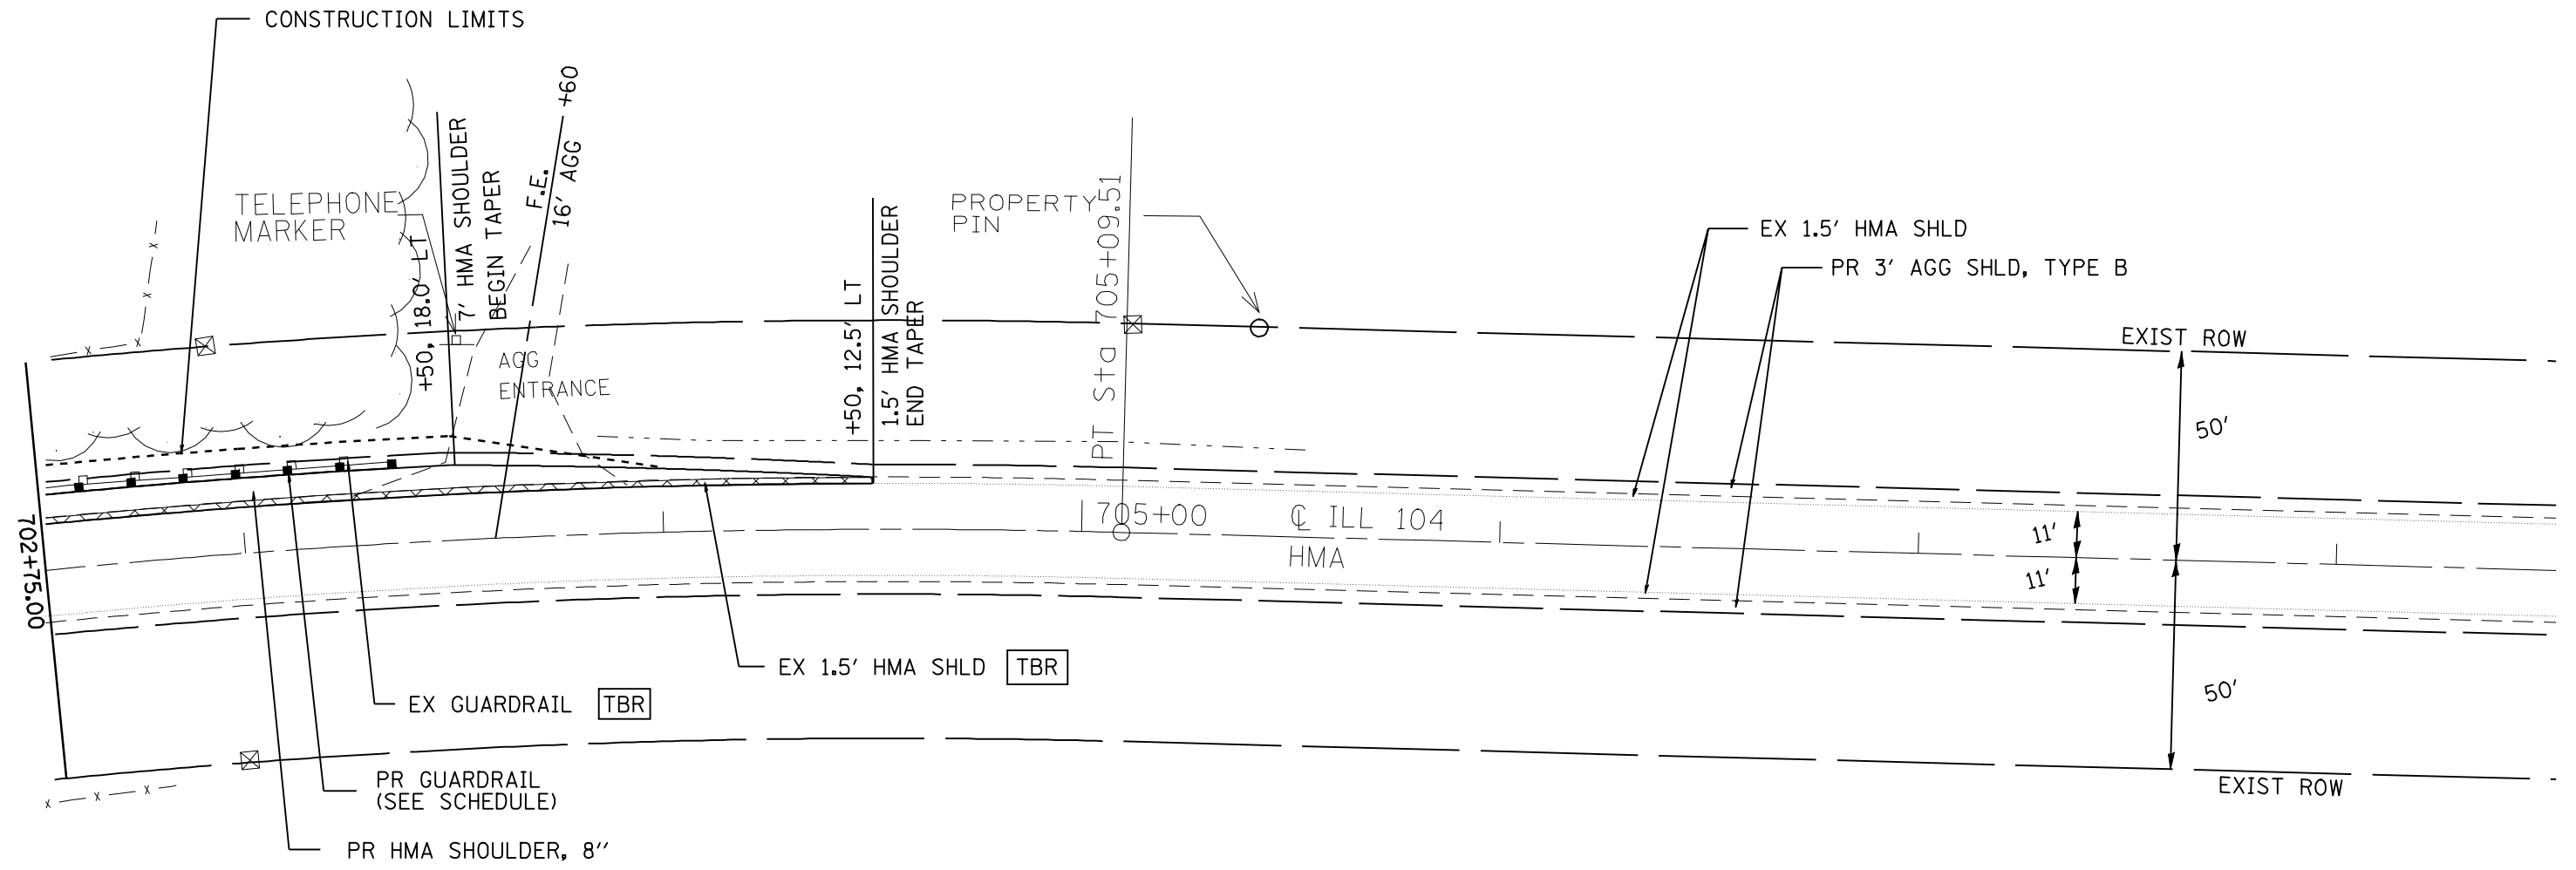 CONSTRUCTION LIMITS
TELEPHONE
MARKER
+50, 18.0' LT
7' HMA SHOULDER
BEGIN TAPER
F.E. +60
16' AGG
AGG
ENTRANCE
+50, 12.5' LT
1.5' HMA SHOULDER
END TAPER
PROPERTY
PIN
PT Sta 705+09.51
EX 1.5' HMA SHLD
PR 3' AGG SHLD, TYPE B
EXIST ROW
50'
705+00
℄ ILL 104
HMA
11'
11'
702+75.00
EX 1.5' HMA SHLD TBR
EX GUARDRAIL TBR
50'
PR GUARDRAIL
(SEE SCHEDULE)
EXIST ROW
PR HMA SHOULDER, 8"